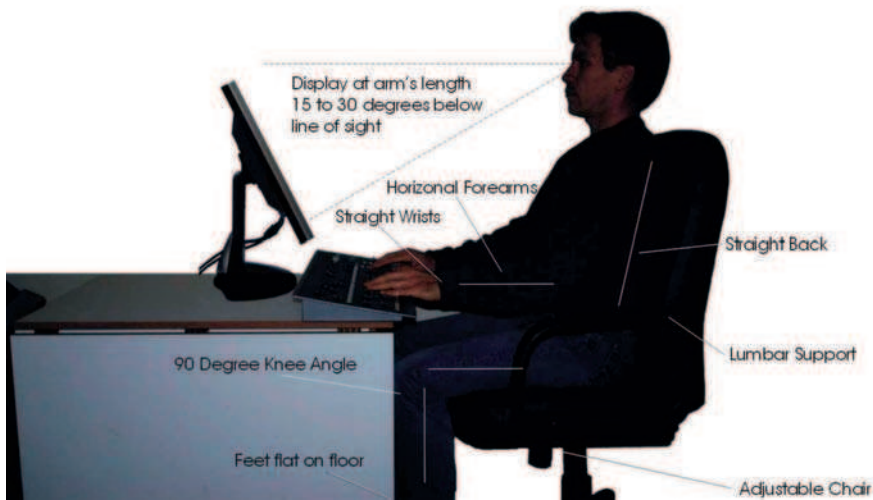 Display at arm's length
15 to 30 degrees below
line of sight
Horizonal Forearms
Straight Wrists
Straight Back
Lumbar Support
90 Degree Knee Angle
Feet flat on floor
Adjustable Chair